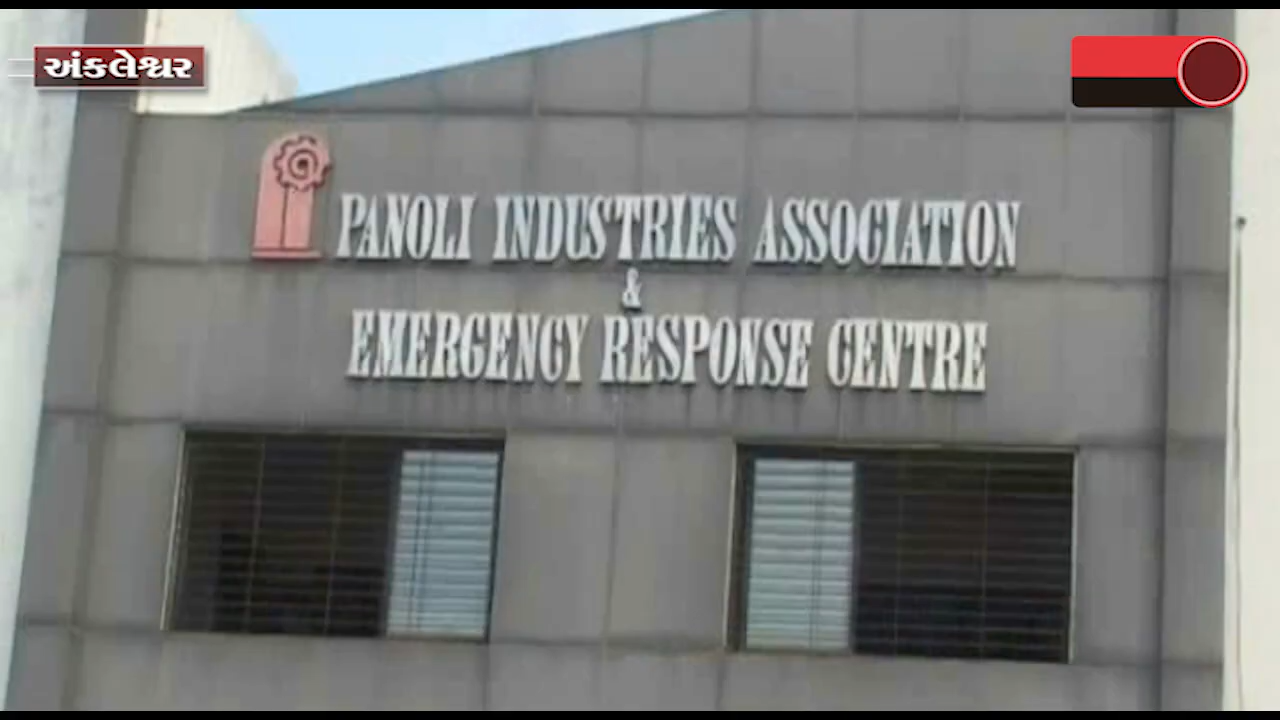 અંકલેશ્વર
PANOLI INDUSTRIES ASSOCIATION
&
EMERGENCY RESPONSE CENTRE